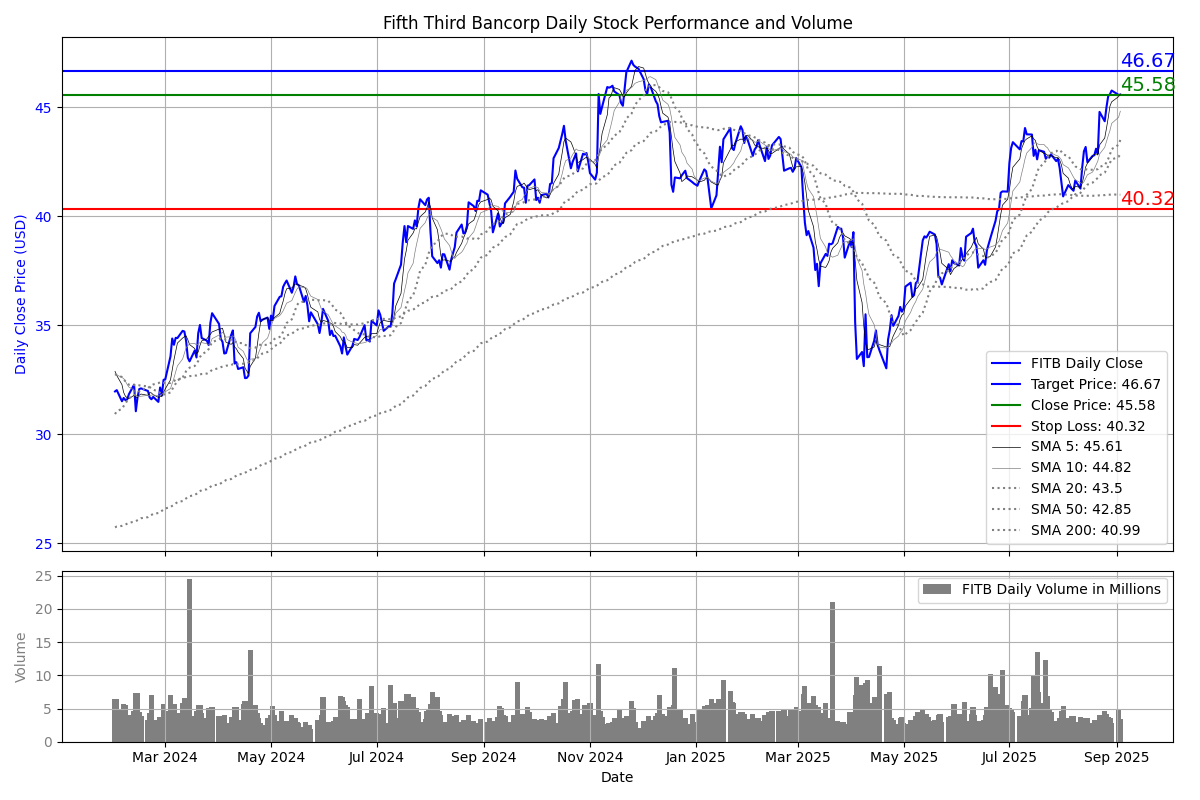 Fifth Third Bancorp Daily Stock Performance and Volume
46.67
45.58
40.32
45
40
35
30
25
Daily Close Price (USD)
FITB Daily Close
Target Price: 46.67
Close Price: 45.58
Stop Loss: 40.32
SMA 5: 45.61
SMA 10: 44.82
SMA 20: 43.5
SMA 50: 42.85
SMA 200: 40.99
25
20
15
10
5
0
Volume
FITB Daily Volume in Millions
Mar 2024 May 2024 Jul 2024 Sep 2024 Nov 2024 Jan 2025 Mar 2025 May 2025 Jul 2025 Sep 2025
Date